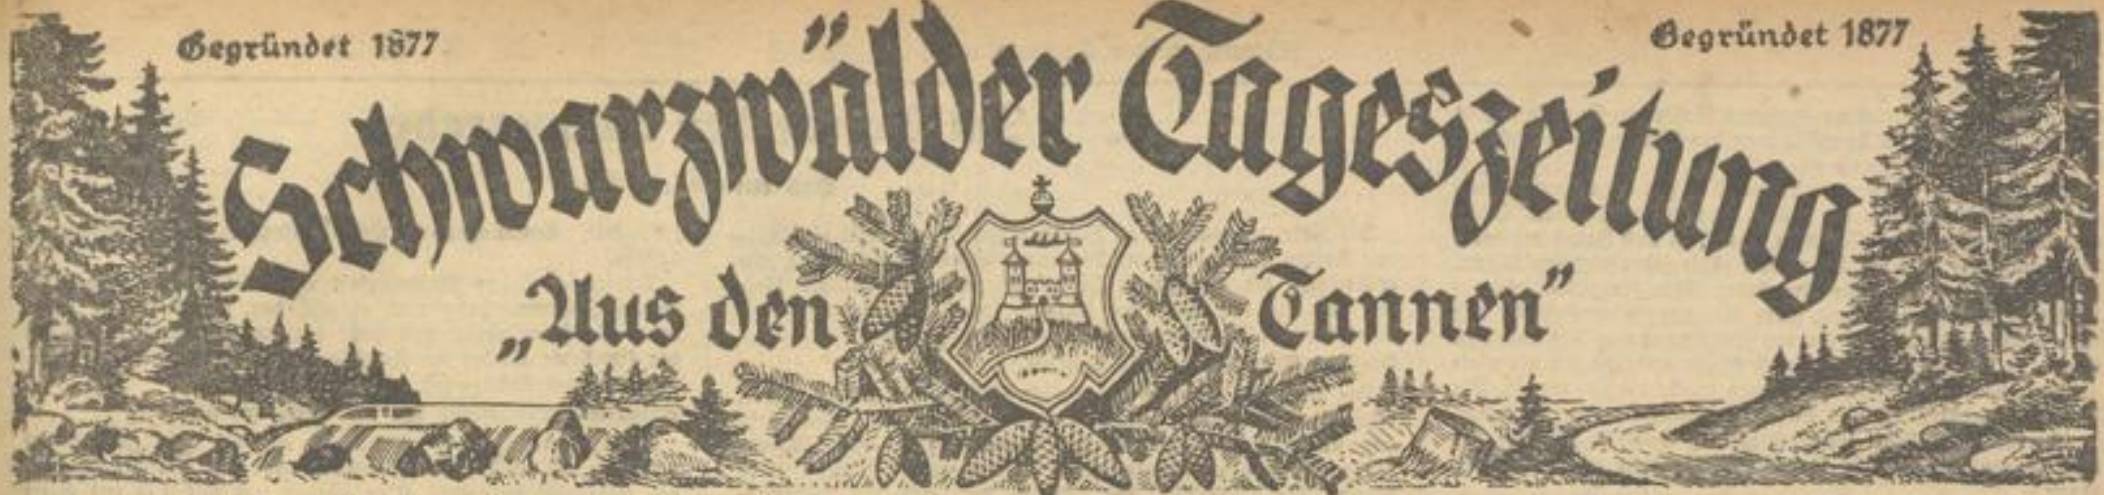 Gegründet 1877
Gegründet 1877
Schwarzwälder Tageszeitung
„Aus den Tannen“